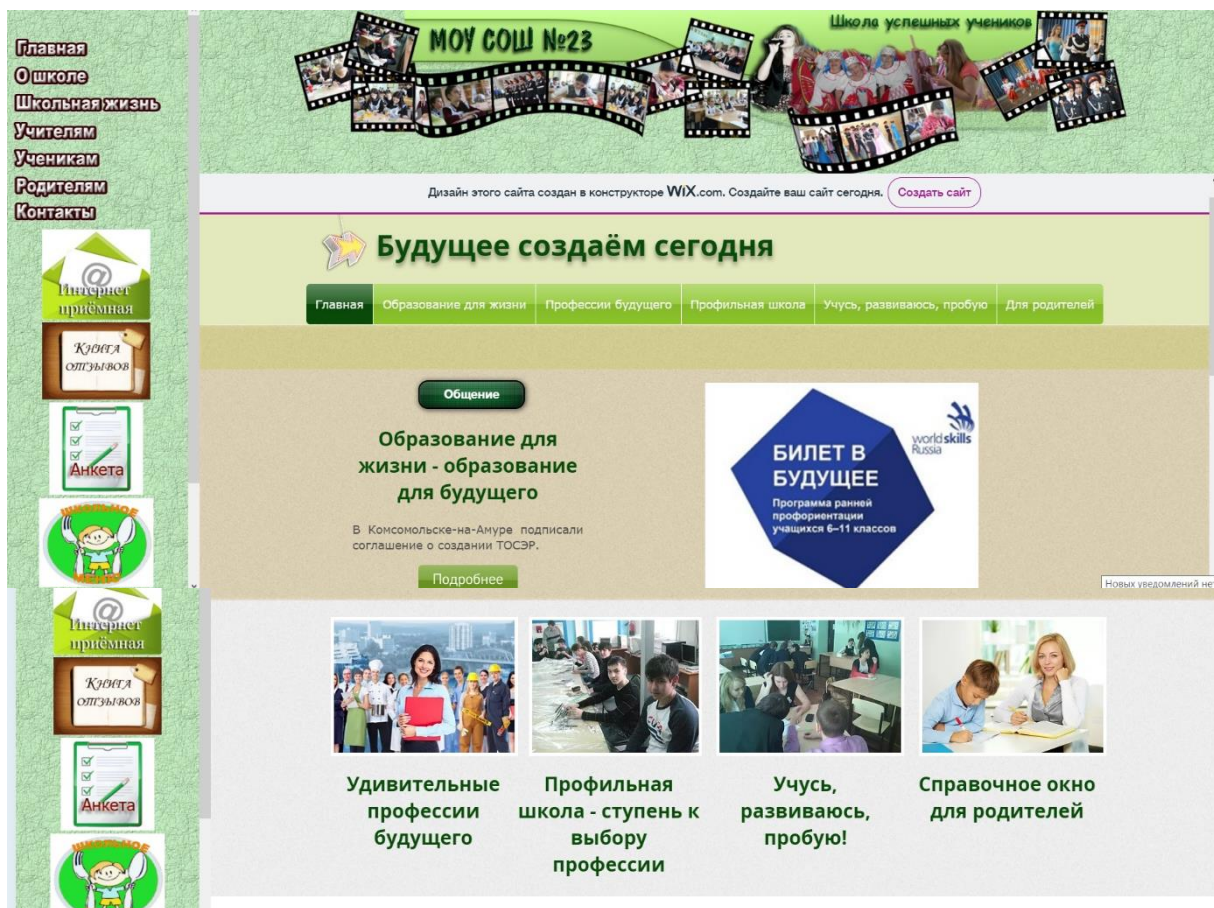 МОУ СОШ №23
Школа успешных учеников
Главная
О школе
Школьная жизнь
Учителям
Ученикам
Родителям
Контакты
Интернет
приёмная
Книга
отзывов
Анкета
ШКОЛЬНОЕ
МЕНЮ
Дизайн этого сайта создан в конструкторе WiX.com. Создайте ваш сайт сегодня. Создать сайт
Будущее создаём сегодня
Главная Образование для жизни Профессии будущего Профильная школа Учусь, развиваюсь, пробую Для родителей
Общение
Образование для
жизни - образование
для будущего
В Комсомольске-на-Амуре подписали
соглашение о создании ТОСЭР.
Подробнее
БИЛЕТ В
БУДУЩЕЕ
Программа ранней
профориентации
учащихся 6–11 классов
worldskills
Russia
Новых уведомлений нет
Интернет
приёмная
Книга
отзывов
Анкета
ШКОЛЬНОЕ
Удивительные
профессии
будущего
Профильная
школа - ступень к
выбору
профессии
Учусь,
развиваюсь,
пробую!
Справочное окно
для родителей